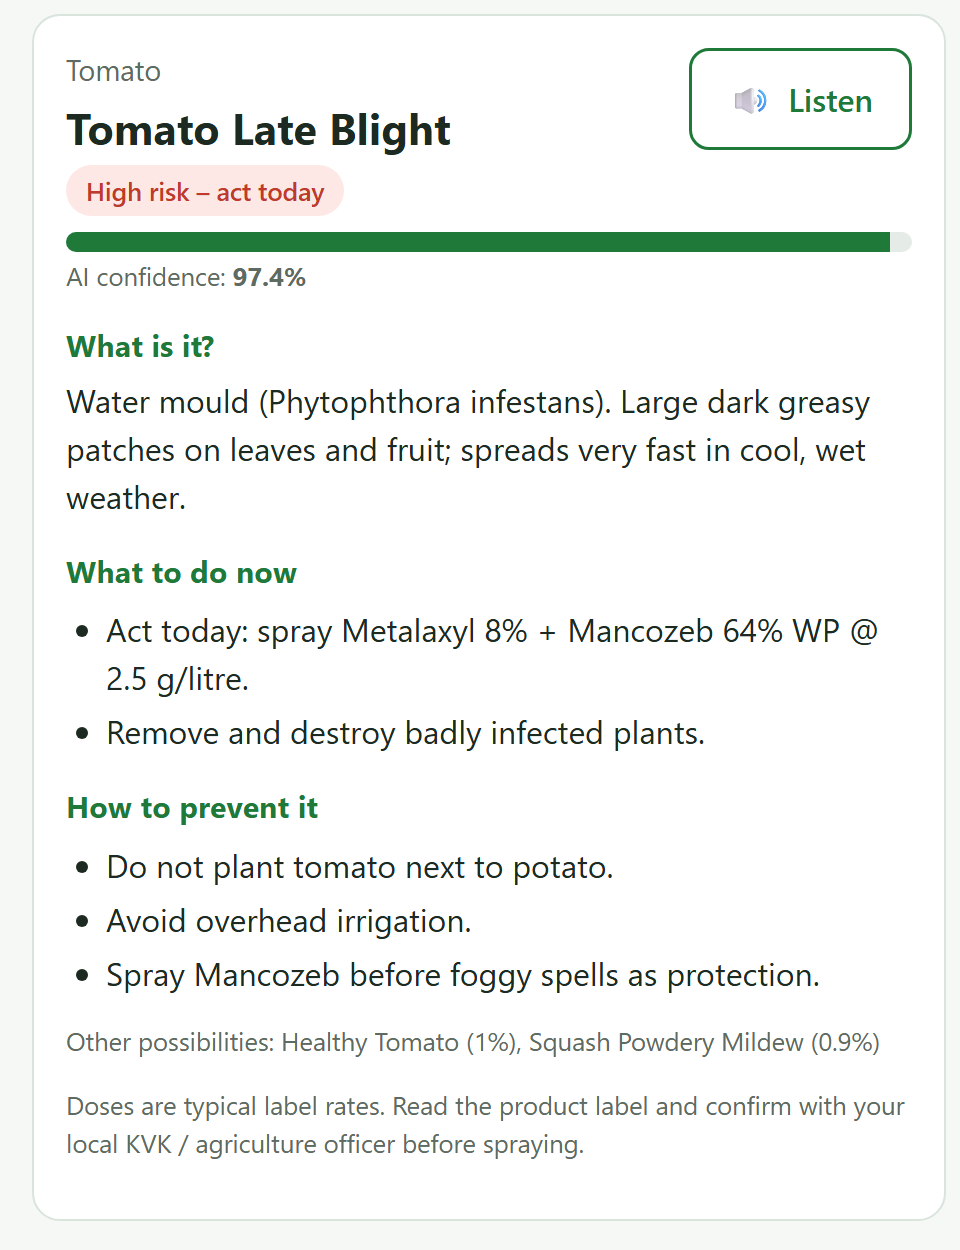 Tomato
Listen
Tomato Late Blight
High risk – act today
AI confidence: 97.4%
What is it?
Water mould (Phytophthora infestans). Large dark greasy
patches on leaves and fruit; spreads very fast in cool, wet
weather.
What to do now
• Act today: spray Metalaxyl 8% + Mancozeb 64% WP @
2.5 g/litre.
• Remove and destroy badly infected plants.
How to prevent it
• Do not plant tomato next to potato.
• Avoid overhead irrigation.
• Spray Mancozeb before foggy spells as protection.
Other possibilities: Healthy Tomato (1%), Squash Powdery Mildew (0.9%)
Doses are typical label rates. Read the product label and confirm with your
local KVK / agriculture officer before spraying.